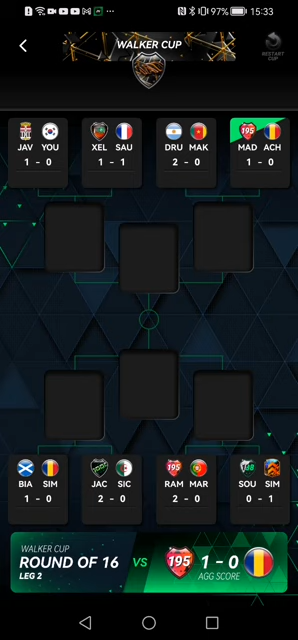 97% 15:33
WALKER CUP
RESTART
CUP
JAV YOU
1 - 0
XEL SAU
1 - 1
DRU MAK
2 - 0
195
MAD ACH
1 - 0
BIA SIM
1 - 0
JAC SIC
2 - 0
195
RAM MAR
2 - 0
SOU SIM
0 - 1
WALKER CUP
ROUND OF 16
LEG 2
VS
195
1 - 0
AGG SCORE